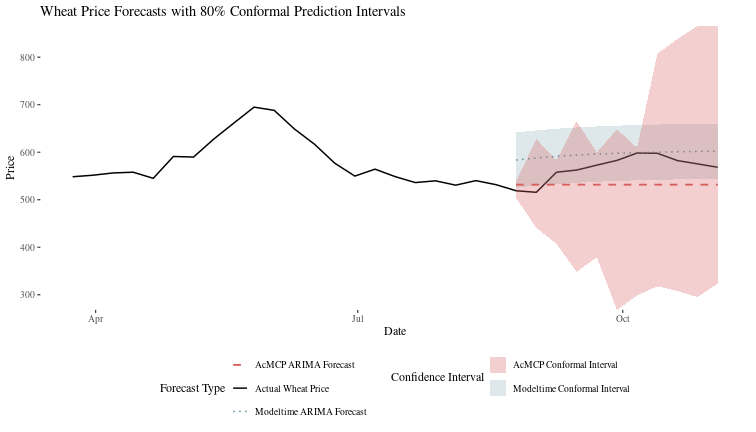 Wheat Price Forecasts with 80% Conformal Prediction Intervals
800
700
600
500
400
300
Price
Apr
Jul
Oct
Date
Forecast Type
AcMCP ARIMA Forecast
Actual Wheat Price
Modeltime ARIMA Forecast
Confidence Interval
AcMCP Conformal Interval
Modeltime Conformal Interval